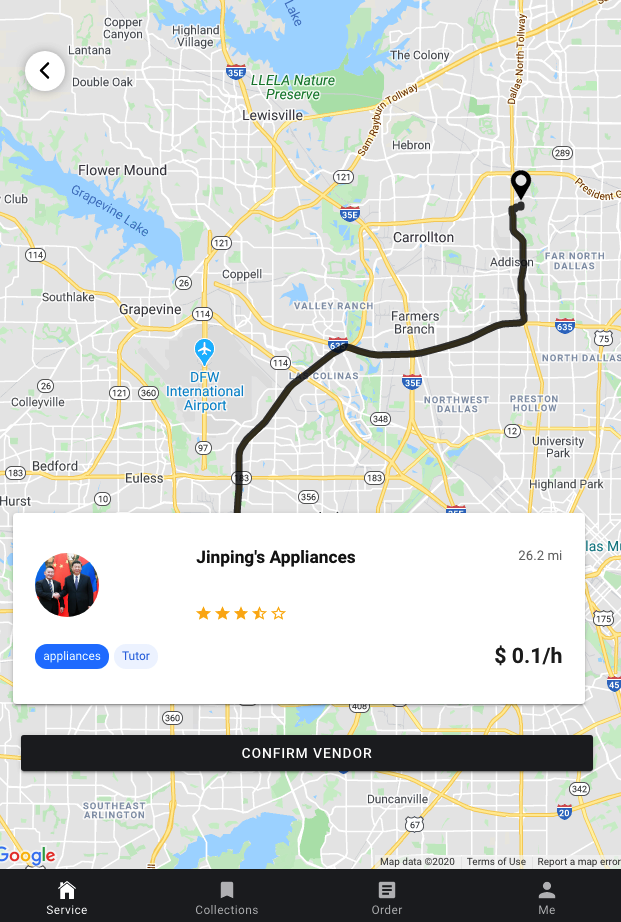 Copper
Canyon
Highland
Village
Lake
Lantana
The Colony
Dallas North Tollway
35E
LLELA Nature
Preserve
Double Oak
Sam Rayburn Tollway
Lewisville
Hebron
289
Flower Mound
121
President G
Club
Grapevine Lake
35E
121
Carrollton
114
Addison
FAR NORTH
DALLAS
Coppell
26
Southlake
VALLEY RANCH
Grapevine
114
Farmers
Branch
635
635
75
DFW
International
Airport
114
LAS COLINAS
NORTH DALLAS
26
121
360
35E
Colleyville
NORTHWEST
DALLAS
PRESTON
HOLLOW
348
12
97
University
Park
183
Bedford
Euless
183
183
Highland Park
Hurst
10
356
35E
las Mu
Jinping's Appliances
26.2 mi
175
appliances
Tutor
$ 0.1/h
45
408
360
CONFIRM VENDOR
342
Duncanville
SOUTHEAST
ARLINGTON
20
67
Google
Map data ©2020
Terms of Use
Report a map error
Service
Collections
Order
Me